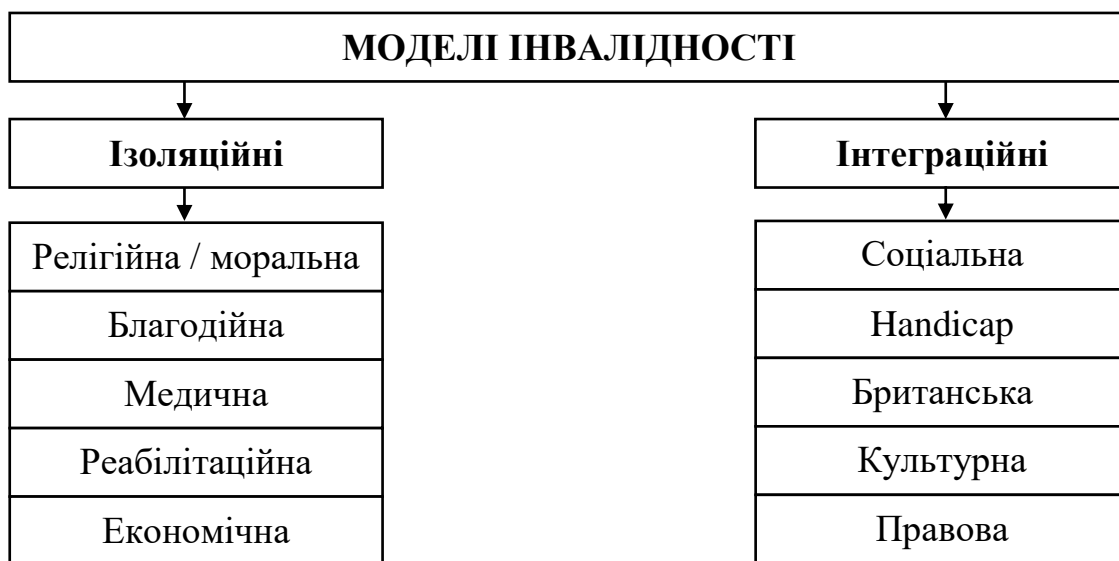 МОДЕЛІ ІНВАЛІДНОСТІ
Ізоляційні
Релігійна / моральна
Благодійна
Медична
Реабілітаційна
Економічна
Інтеграційні
Соціальна
Handicap
Британська
Культурна
Правова